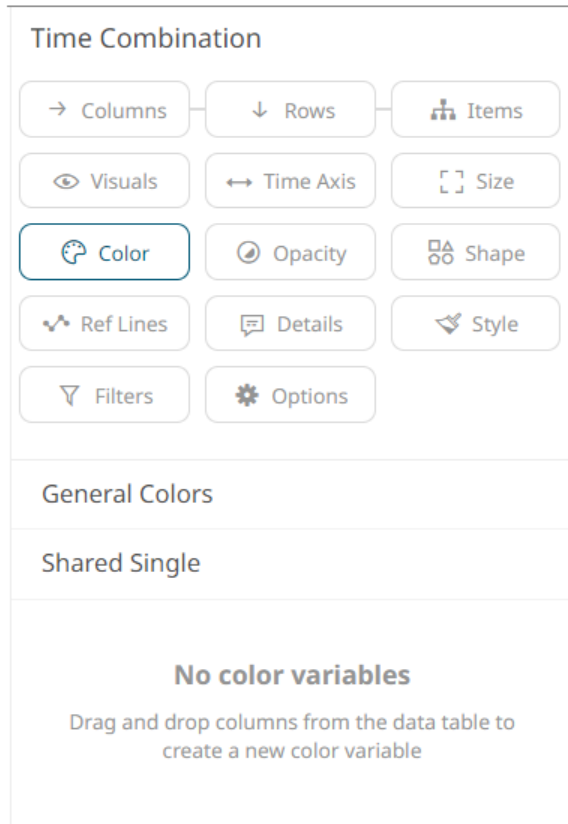 Time Combination
Columns
Rows
Items
Visuals
Time Axis
Size
Color
Opacity
Shape
Ref Lines
Details
Style
Filters
Options
General Colors
Shared Single
No color variables
Drag and drop columns from the data table to
create a new color variable